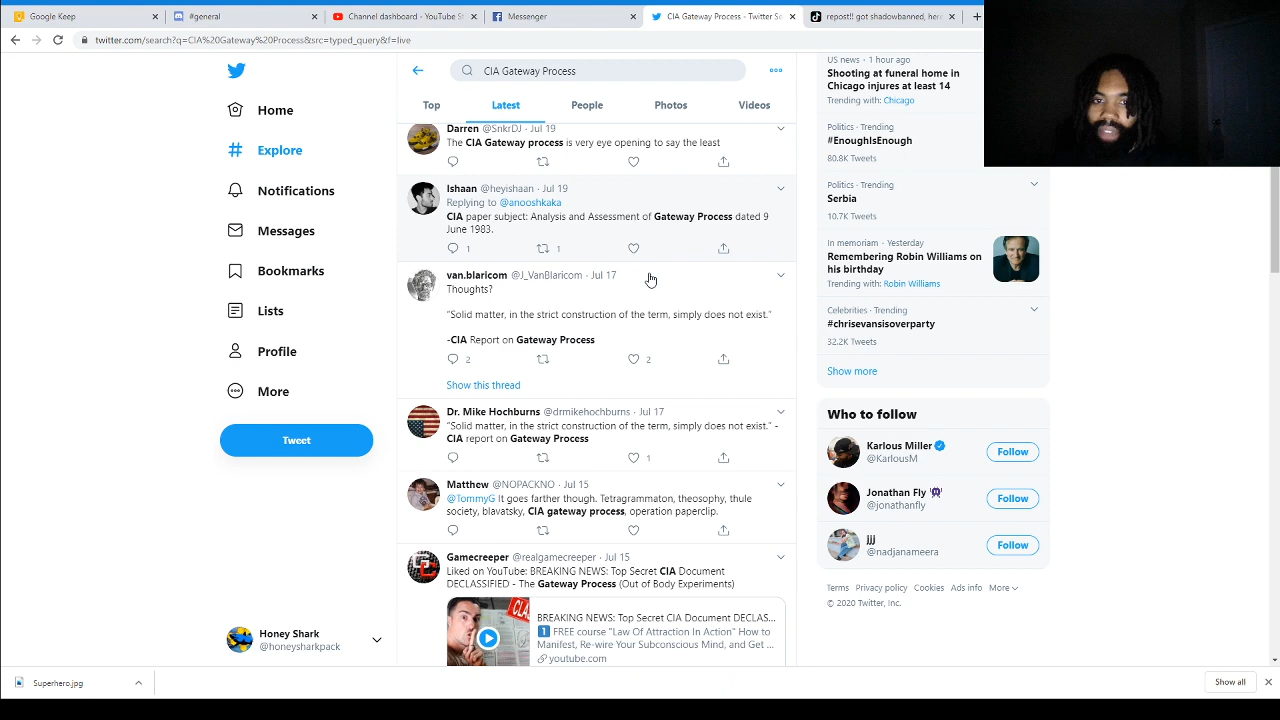 Google Keep
#general
Channel dashboard - YouTube St
Messenger
CIA Gateway Process - Twitter Se
repost!! got shadowbanned, here
twitter.com/search?q=CIA%20Gateway%20Process&src=typed_query&f=live
CIA Gateway Process
Top
Latest
People
Photos
Videos
Home
Explore
Notifications
Messages
Bookmarks
Lists
Profile
More
Tweet
Honey Shark
@honeysharkpack
Darren @SnkrDJ · Jul 19
The CIA Gateway process is very eye opening to say the least
Ishaan @heyishaan · Jul 19
Replying to @anooshkaka
CIA paper subject: Analysis and Assessment of Gateway Process dated 9
June 1983.
1
1
van.blaricom @J_VanBlaricom · Jul 17
Thoughts?
“Solid matter, in the strict construction of the term, simply does not exist.”
-CIA Report on Gateway Process
2
2
Show this thread
Dr. Mike Hochburns @drmikehochburns · Jul 17
“Solid matter, in the strict construction of the term, simply does not exist.” -
CIA report on Gateway Process
1
Matthew @NOPACKNO · Jul 15
@TommyG It goes farther though. Tetragrammaton, theosophy, thule
society, blavatsky, CIA gateway process, operation paperclip.
Gamecreeper @realgamecreeper · Jul 15
Liked on YouTube: BREAKING NEWS: Top Secret CIA Document
DECLASSIFIED - The Gateway Process (Out of Body Experiments)
BREAKING NEWS: Top Secret CIA Document DECLAS...
1 FREE course "Law Of Attraction In Action" How to
Manifest, Re-wire Your Subconscious Mind, and Get ...
youtube.com
US news · 1 hour ago
Shooting at funeral home in
Chicago injures at least 14
Trending with: Chicago
Politics · Trending
#EnoughIsEnough
80.8K Tweets
Politics · Trending
Serbia
10.7K Tweets
In memoriam · Yesterday
Remembering Robin Williams on
his birthday
Trending with: Robin Williams
Celebrities · Trending
#chrisevansisoverparty
32.2K Tweets
Show more
Who to follow
Karlous Miller
@KarlousM
Follow
Jonathan Fly
@jonathanfly
Follow
jjj
@nadjanameera
Follow
Terms Privacy policy Cookies Ads info More
© 2020 Twitter, Inc.
Superhero.jpg
Show all